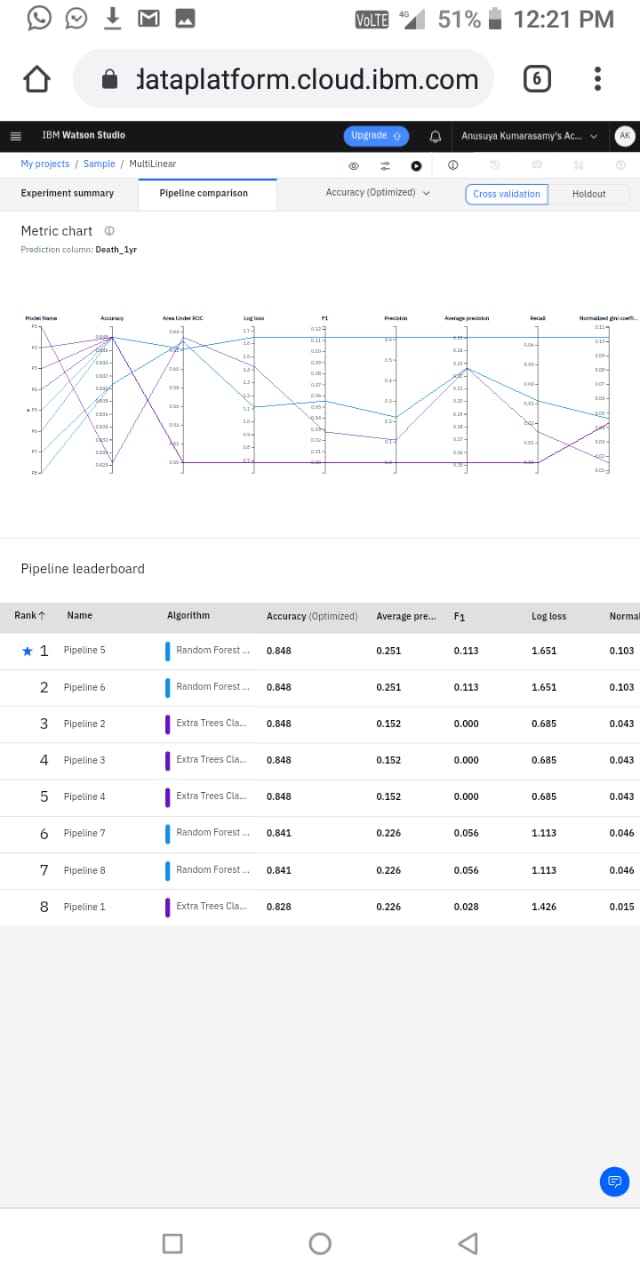 VoLTE 4G 51% 12:21 PM
dataplatform.cloud.ibm.com 6
IBM Watson Studio Upgrade Anusuya Kumarasamy's Ac... AK
My projects / Sample / MultiLinear
Experiment summary Pipeline comparison Accuracy (Optimized) Cross validation Holdout
Metric chart
Prediction column: Death_1yr
Model Name Accuracy Area Under ROC Log loss F1 Precision Average precision Recall Normalized gini coeffi...
Pipeline leaderboard
Rank↑ Name Algorithm Accuracy (Optimized) Average pre... F1 Log loss Normal
★ 1 Pipeline 5 Random Forest ... 0.848 0.251 0.113 1.651 0.103
2 Pipeline 6 Random Forest ... 0.848 0.251 0.113 1.651 0.103
3 Pipeline 2 Extra Trees Cla... 0.848 0.152 0.000 0.685 0.043
4 Pipeline 3 Extra Trees Cla... 0.848 0.152 0.000 0.685 0.043
5 Pipeline 4 Extra Trees Cla... 0.848 0.152 0.000 0.685 0.043
6 Pipeline 7 Random Forest ... 0.841 0.226 0.056 1.113 0.046
7 Pipeline 8 Random Forest ... 0.841 0.226 0.056 1.113 0.046
8 Pipeline 1 Extra Trees Cla... 0.828 0.226 0.028 1.426 0.015